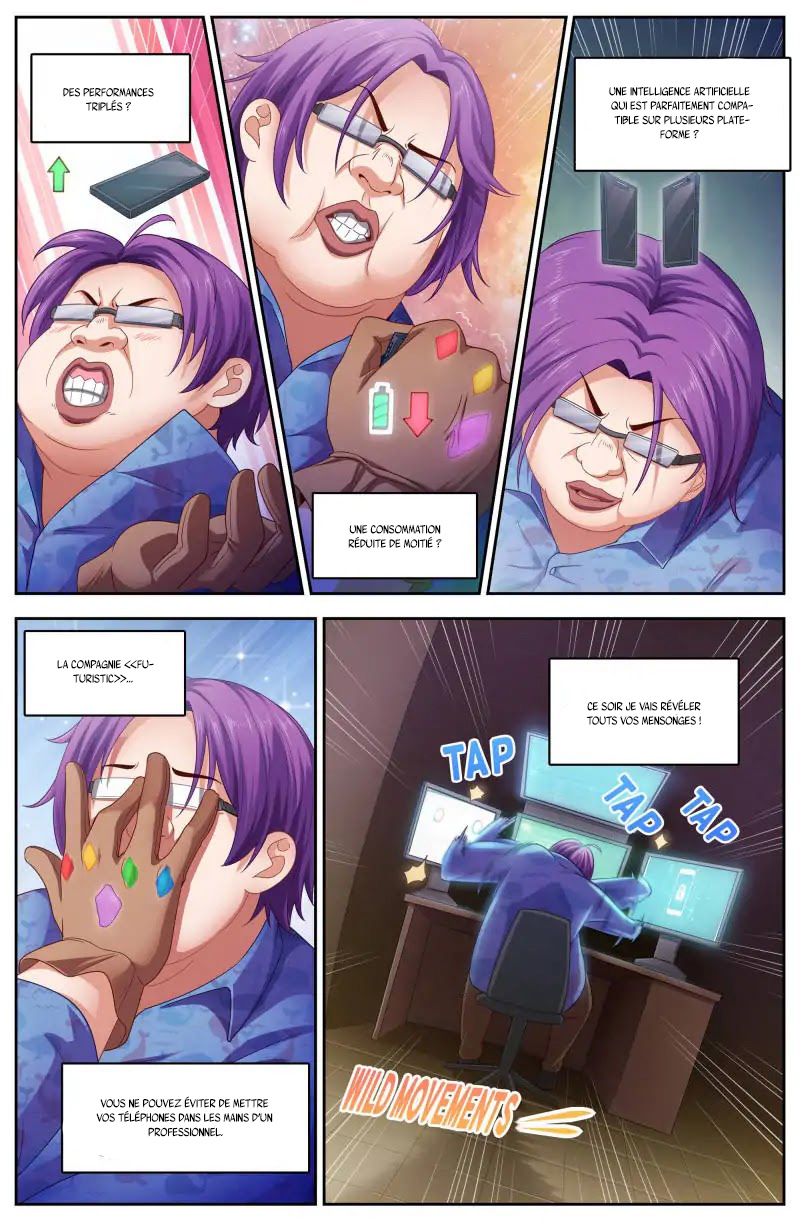 DES PERFORMANCES
TRIPLÉS ?
UNE CONSOMMATION
RÉDUITE DE MOITIÉ ?
UNE INTELLIGENCE ARTIFICIELLE
QUI EST PARFAITEMENT COMPA-
TIBLE SUR PLUSIEURS PLATE-
FORME ?
LA COMPAGNIE <<FU-
TURISTIC>>...
VOUS NE POUVEZ ÉVITER DE METTRE
VOS TÉLÉPHONES DANS LES MAINS D'UN
PROFESSIONNEL.
CE SOIR JE VAIS RÉVÉLER
TOUTS VOS MENSONGES !
TAP
TAP
TAP
WILD MOVEMENTS